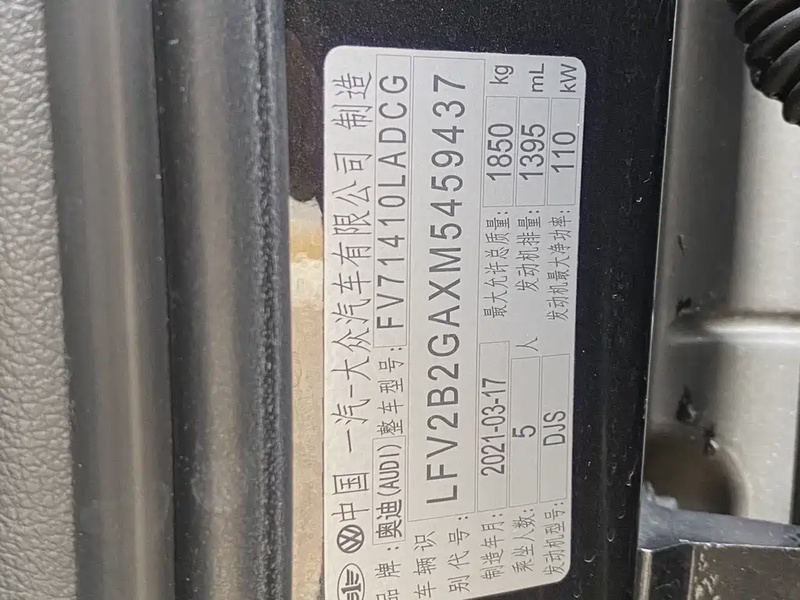 中国 一汽-大众汽车有限公司 制造
品牌: 奥迪(AUDI) 整车型号: FV71410LADCG
车辆识别代号: LFV2B2GAXM5459437
制造年月: 2021-03-17 最大允许总质量: 1850 kg
乘坐人数: 5 人 发动机排量: 1395 mL
发动机型号: DJS 发动机最大净功率: 110 kW